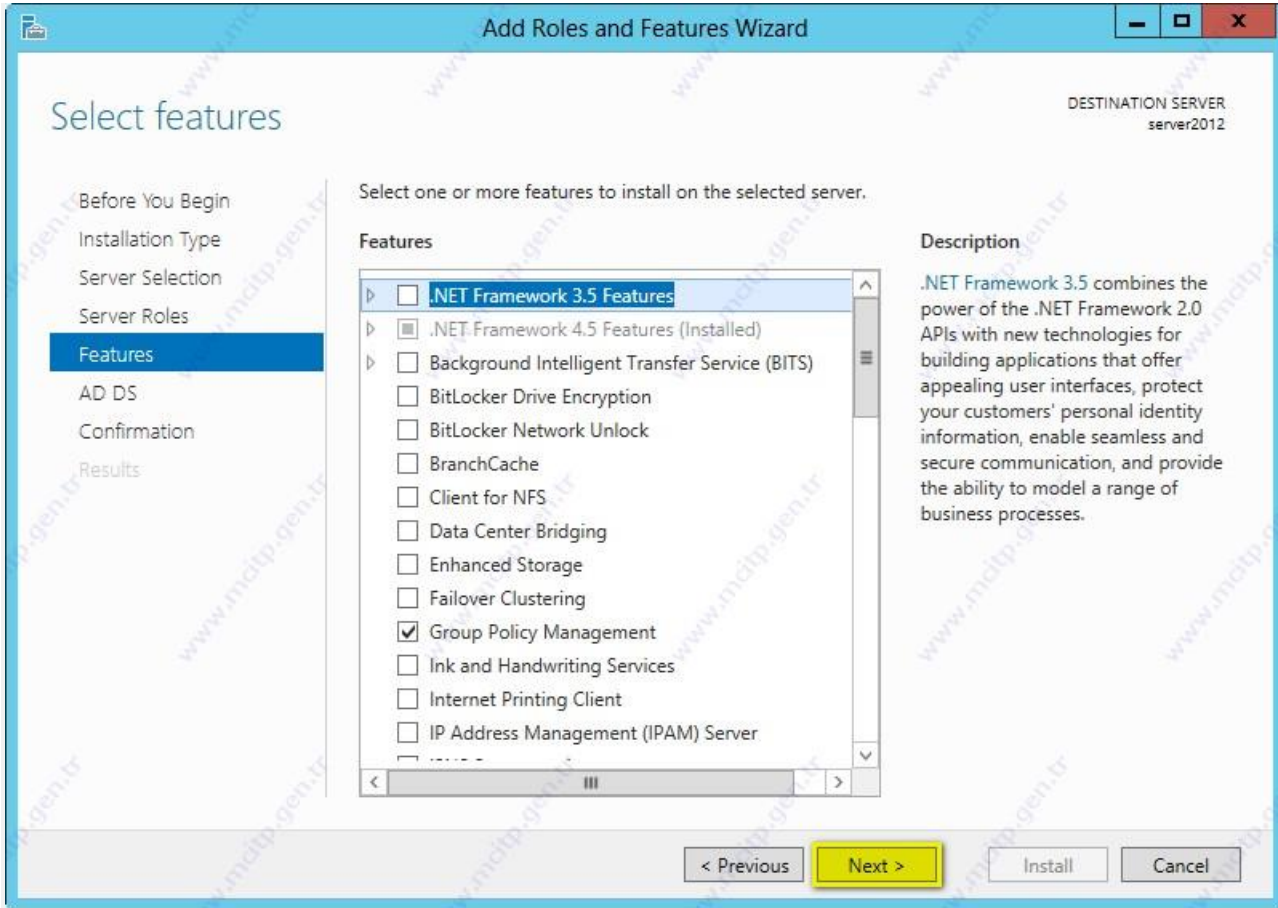 Add Roles and Features Wizard
Select features
DESTINATION SERVER
server2012
Before You Begin
Installation Type
Server Selection
Server Roles
Features
AD DS
Confirmation
Results
Select one or more features to install on the selected server.
Features
.NET Framework 3.5 Features
.NET Framework 4.5 Features (Installed)
Background Intelligent Transfer Service (BITS)
BitLocker Drive Encryption
BitLocker Network Unlock
BranchCache
Client for NFS
Data Center Bridging
Enhanced Storage
Failover Clustering
Group Policy Management
Ink and Handwriting Services
Internet Printing Client
IP Address Management (IPAM) Server
Description
.NET Framework 3.5 combines the
power of the .NET Framework 2.0
APIs with new technologies for
building applications that offer
appealing user interfaces, protect
your customers' personal identity
information, enable seamless and
secure communication, and provide
the ability to model a range of
business processes.
< Previous
Next >
Install
Cancel
www.mcitp.gen.tr